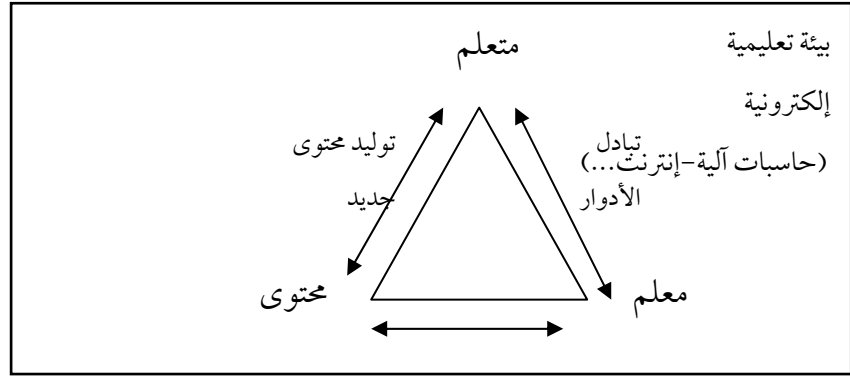 بيئة تعليمية
إلكترونية
(حاسبات آلية–إنترنت...)
متعلم
تبادل
الأدوار
توليد محتوى
جديد
معلم
محتوى